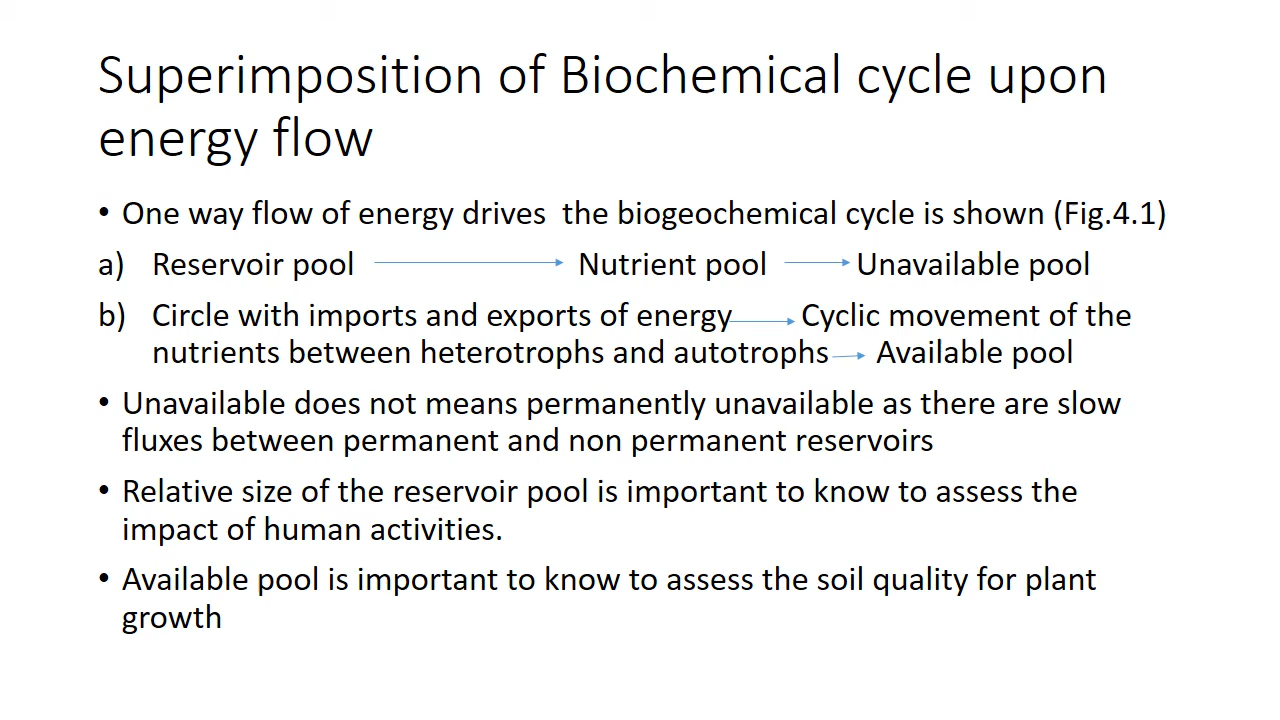 Superimposition of Biochemical cycle upon
energy flow
• One way flow of energy drives  the biogeochemical cycle is shown (Fig.4.1)
a) Reservoir pool → Nutrient pool → Unavailable pool
b) Circle with imports and exports of energy → Cyclic movement of the
nutrients between heterotrophs and autotrophs → Available pool
• Unavailable does not means permanently unavailable as there are slow
fluxes between permanent and non permanent reservoirs
• Relative size of the reservoir pool is important to know to assess the
impact of human activities.
• Available pool is important to know to assess the soil quality for plant
growth